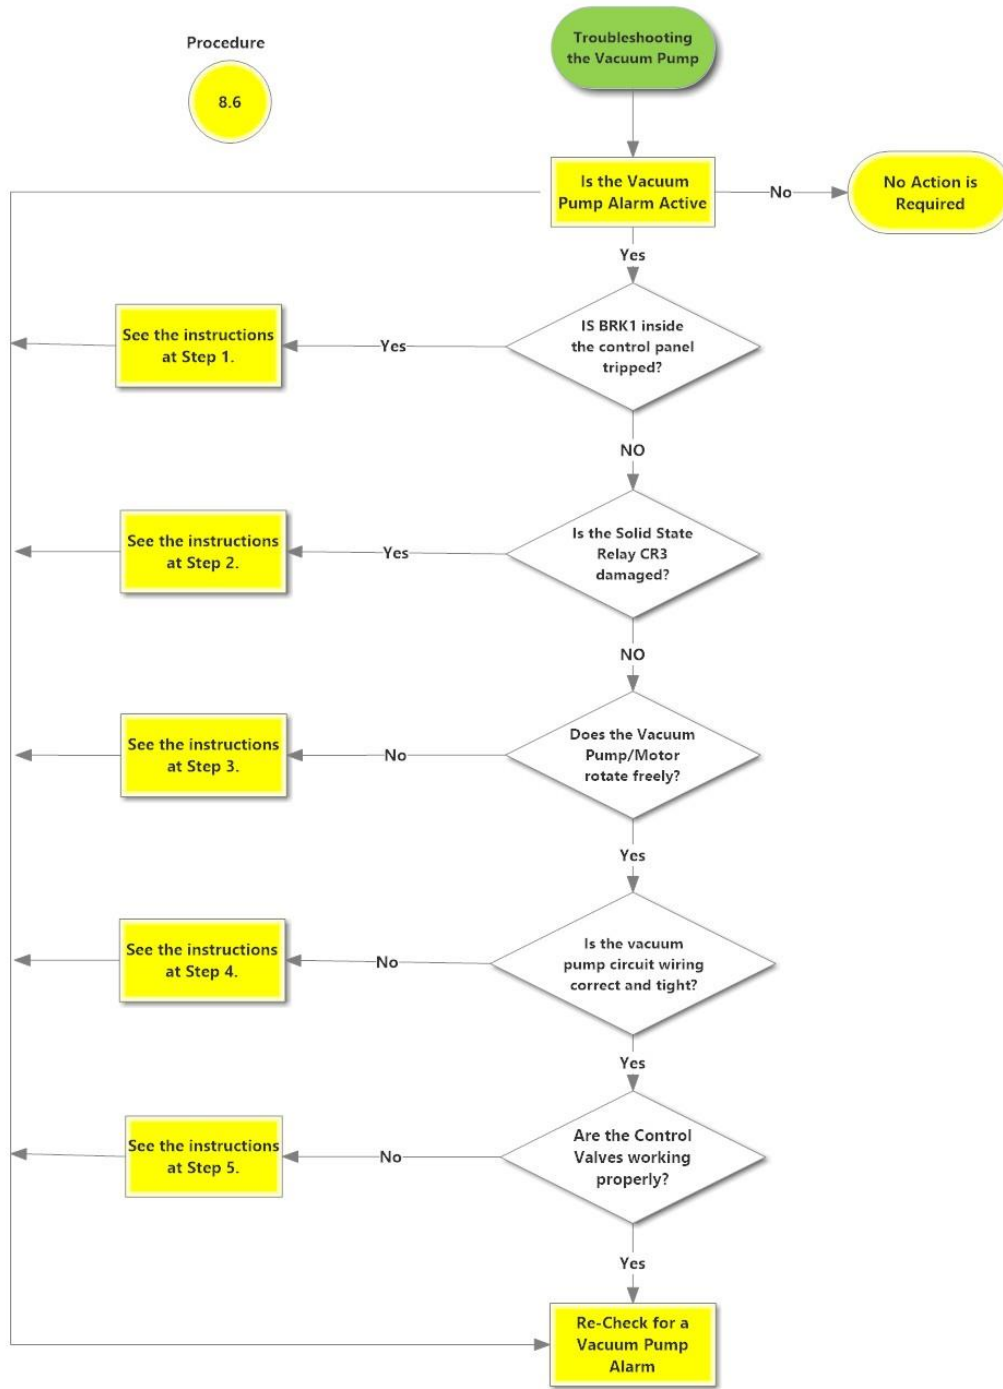 Procedure
8.6
Troubleshooting
the Vacuum Pump
Is the Vacuum
Pump Alarm Active
No
No Action is
Required
Yes
IS BRK1 inside
the control panel
tripped?
Yes
See the instructions
at Step 1.
NO
Is the Solid State
Relay CR3
damaged?
Yes
See the instructions
at Step 2.
NO
Does the Vacuum
Pump/Motor
rotate freely?
No
See the instructions
at Step 3.
Yes
Is the vacuum
pump circuit wiring
correct and tight?
No
See the instructions
at Step 4.
Yes
Are the Control
Valves working
properly?
No
See the instructions
at Step 5.
Yes
Re-Check for a
Vacuum Pump
Alarm